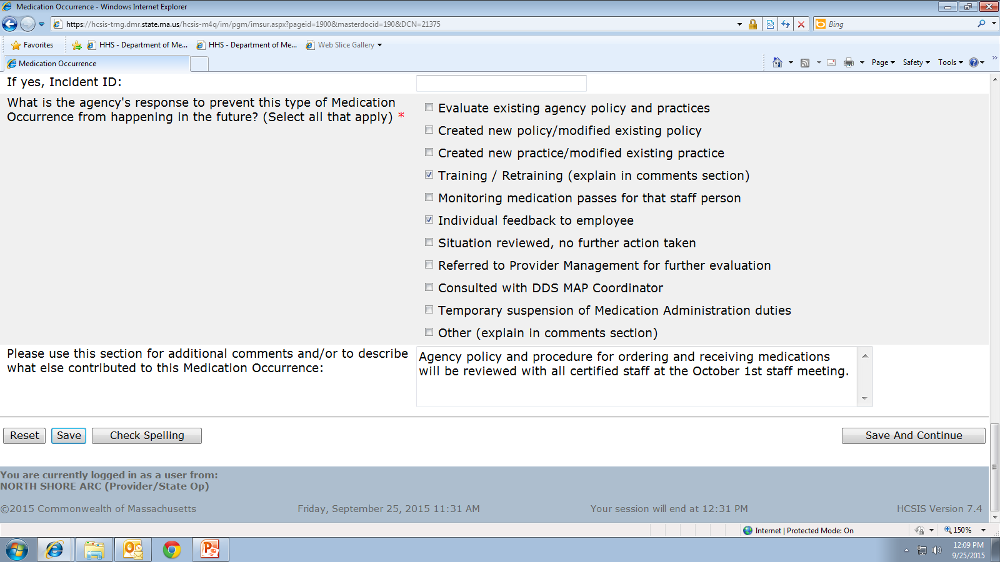 Medication Occurrence - Windows Internet Explorer
https://hcsis-trng.dmr.state.ma.us/hcsis-m4q/im/pgm/imsur.aspx?pageid=1900&masterdocid=190&DCN=21375
Bing
Favorites
HHS - Department of Me...
HHS - Department of Me...
Web Slice Gallery
Medication Occurrence
Page
Safety
Tools
If yes, Incident ID:
What is the agency's response to prevent this type of Medication
Occurrence from happening in the future? (Select all that apply) *
Evaluate existing agency policy and practices
Created new policy/modified existing policy
Created new practice/modified existing practice
Training / Retraining (explain in comments section)
Monitoring medication passes for that staff person
Individual feedback to employee
Situation reviewed, no further action taken
Referred to Provider Management for further evaluation
Consulted with DDS MAP Coordinator
Temporary suspension of Medication Administration duties
Other (explain in comments section)
Please use this section for additional comments and/or to describe
what else contributed to this Medication Occurrence:
Agency policy and procedure for ordering and receiving medications
will be reviewed with all certified staff at the October 1st staff meeting.
Reset
Save
Check Spelling
Save And Continue
You are currently logged in as a user from:
NORTH SHORE ARC (Provider/State Op)
©2015 Commonwealth of Massachusetts
Friday, September 25, 2015 11:31 AM
Your session will end at 12:31 PM
HCSIS Version 7.4
Internet | Protected Mode: On
150%
12:09 PM
9/25/2015